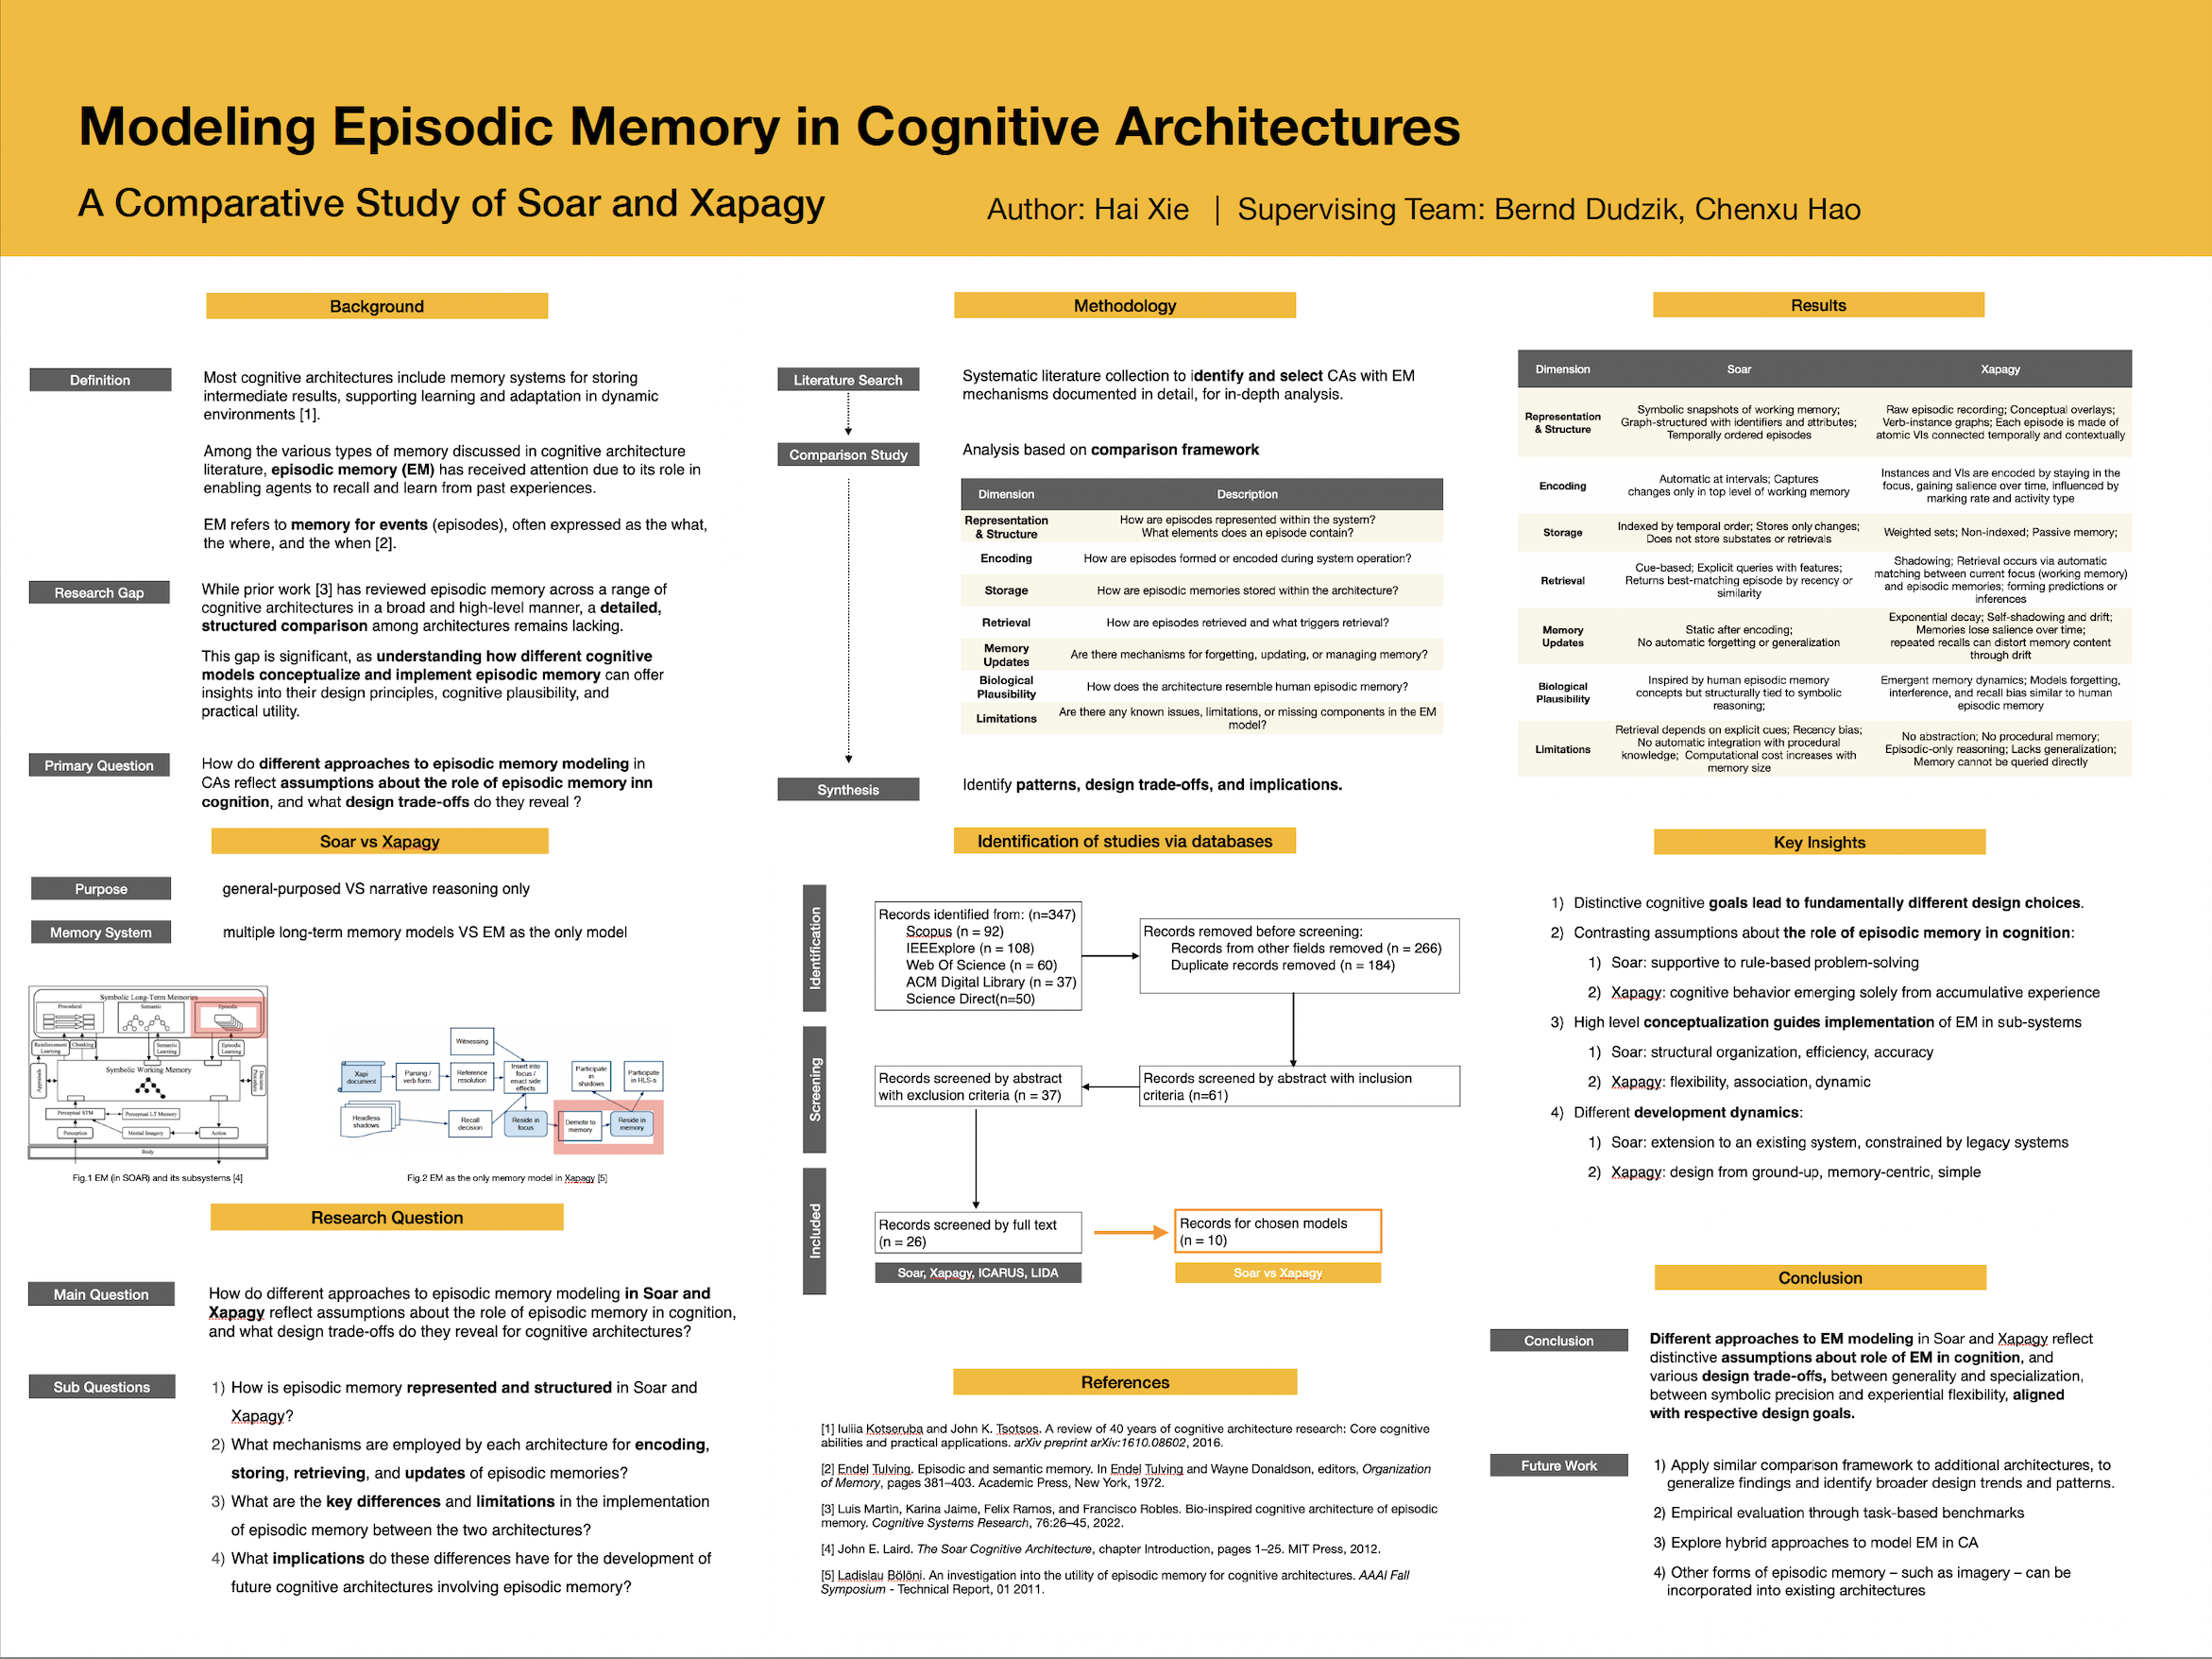 Modeling Episodic Memory in Cognitive Architectures
A Comparative Study of Soar and Xapagy
Author: Hai Xie | Supervising Team: Bernd Dudzik, Chenxu Hao
Background
Definition
Most cognitive architectures include memory systems for storing
intermediate results, supporting learning and adaptation in dynamic
environments [1].
Among the various types of memory discussed in cognitive architecture
literature, episodic memory (EM) has received attention due to its role in
enabling agents to recall and learn from past experiences.
EM refers to memory for events (episodes), often expressed as the what,
the where, and the when [2].
Research Gap
While prior work [3] has reviewed episodic memory across a range of
cognitive architectures in a broad and high-level manner, a detailed,
structured comparison among architectures remains lacking.
This gap is significant, as understanding how different cognitive
models conceptualize and implement episodic memory can offer
insights into their design principles, cognitive plausibility, and
practical utility.
Primary Question
How do different approaches to episodic memory modeling in
CAs reflect assumptions about the role of episodic memory inn
cognition, and what design trade-offs do they reveal ?
Soar vs Xapagy
Purpose
general-purposed VS narrative reasoning only
Memory System
multiple long-term memory models VS EM as the only model
Symbolic Long-Term Memories
Procedural
Semantic
Episodic
Reinforcement
Learning
Chunking
Semantic
Learning
Episodic
Learning
Symbolic Working Memory
Appraisals
Decision
Procedure
Perceptual STM
Perceptual LT Memory
Perception
Mental Imagery
Action
Body
Fig.1 EM (in SOAR) and its subsystems [4]
Witnessing
Xapi
document
Parsing /
verb form.
Reference
resolution
Insert into
focus /
enact side
effects
Participate
in
shadows
Participate
in HLS-s
Headless
shadows
Recall
decision
Reside in
focus
Demote to
memory
Reside in
memory
Fig.2 EM as the only memory model in Xapagy [5]
Research Question
Main Question
How do different approaches to episodic memory modeling in Soar and
Xapagy reflect assumptions about the role of episodic memory in cognition,
and what design trade-offs do they reveal for cognitive architectures?
Sub Questions
1) How is episodic memory represented and structured in Soar and
Xapagy?
2) What mechanisms are employed by each architecture for encoding,
storing, retrieving, and updates of episodic memories?
3) What are the key differences and limitations in the implementation
of episodic memory between the two architectures?
4) What implications do these differences have for the development of
future cognitive architectures involving episodic memory?
Methodology
Literature Search
Systematic literature collection to identify and select CAs with EM
mechanisms documented in detail, for in-depth analysis.
Comparison Study
Analysis based on comparison framework
Dimension Description
Representation
& Structure
How are episodes represented within the system?
What elements does an episode contain?
Encoding How are episodes formed or encoded during system operation?
Storage How are episodic memories stored within the architecture?
Retrieval How are episodes retrieved and what triggers retrieval?
Memory
Updates
Are there mechanisms for forgetting, updating, or managing memory?
Biological
Plausibility
How does the architecture resemble human episodic memory?
Limitations
Are there any known issues, limitations, or missing components in the EM
model?
Synthesis
Identify patterns, design trade-offs, and implications.
Identification of studies via databases
Identification
Records identified from: (n=347)
Scopus (n = 92)
IEEExplore (n = 108)
Web Of Science (n = 60)
ACM Digital Library (n = 37)
Science Direct(n=50)
Records removed before screening:
Records from other fields removed (n = 266)
Duplicate records removed (n = 184)
Screening
Records screened by abstract
with exclusion criteria (n = 37)
Records screened by abstract with inclusion
criteria (n=61)
Included
Records screened by full text
(n = 26)
Records for chosen models
(n = 10)
Soar, Xapagy, ICARUS, LIDA
Soar vs Xapagy
References
[1] Iuliia Kotseruba and John K. Tsotsos. A review of 40 years of cognitive architecture research: Core cognitive
abilities and practical applications. arXiv preprint arXiv:1610.08602, 2016.
[2] Endel Tulving. Episodic and semantic memory. In Endel Tulving and Wayne Donaldson, editors, Organization
of Memory, pages 381–403. Academic Press, New York, 1972.
[3] Luis Martin, Karina Jaime, Felix Ramos, and Francisco Robles. Bio-inspired cognitive architecture of episodic
memory. Cognitive Systems Research, 76:26–45, 2022.
[4] John E. Laird. The Soar Cognitive Architecture, chapter Introduction, pages 1–25. MIT Press, 2012.
[5] Ladislau Bölöni. An investigation into the utility of episodic memory for cognitive architectures. AAAI Fall
Symposium - Technical Report, 01 2011.
Results
Dimension Soar Xapagy
Representation
& Structure
Symbolic snapshots of working memory;
Graph-structured with identifiers and attributes;
Temporally ordered episodes
Raw episodic recording; Conceptual overlays;
Verb-instance graphs; Each episode is made of
atomic VIs connected temporally and contextually
Encoding
Automatic at intervals; Captures
changes only in top level of working memory
Instances and VIs are encoded by staying in the
focus, gaining salience over time, influenced by
marking rate and activity type
Storage
Indexed by temporal order; Stores only changes;
Does not store substates or retrievals
Weighted sets; Non-indexed; Passive memory;
Retrieval
Cue-based; Explicit queries with features;
Returns best-matching episode by recency or
similarity
Shadowing; Retrieval occurs via automatic
matching between current focus (working memory)
and episodic memories; forming predictions or
inferences
Memory
Updates
Static after encoding;
No automatic forgetting or generalization
Exponential decay; Self-shadowing and drift;
Memories lose salience over time;
repeated recalls can distort memory content
through drift
Biological
Plausibility
Inspired by human episodic memory
concepts but structurally tied to symbolic
reasoning;
Emergent memory dynamics; Models forgetting,
interference, and recall bias similar to human
episodic memory
Limitations
Retrieval depends on explicit cues; Recency bias;
No automatic integration with procedural
knowledge; Computational cost increases with
memory size
No abstraction; No procedural memory;
Episodic-only reasoning; Lacks generalization;
Memory cannot be queried directly
Key Insights
1) Distinctive cognitive goals lead to fundamentally different design choices.
2) Contrasting assumptions about the role of episodic memory in cognition:
1) Soar: supportive to rule-based problem-solving
2) Xapagy: cognitive behavior emerging solely from accumulative experience
3) High level conceptualization guides implementation of EM in sub-systems
1) Soar: structural organization, efficiency, accuracy
2) Xapagy: flexibility, association, dynamic
4) Different development dynamics:
1) Soar: extension to an existing system, constrained by legacy systems
2) Xapagy: design from ground-up, memory-centric, simple
Conclusion
Conclusion
Different approaches to EM modeling in Soar and Xapagy reflect
distinctive assumptions about role of EM in cognition, and
various design trade-offs, between generality and specialization,
between symbolic precision and experiential flexibility, aligned
with respective design goals.
Future Work
1) Apply similar comparison framework to additional architectures, to
generalize findings and identify broader design trends and patterns.
2) Empirical evaluation through task-based benchmarks
3) Explore hybrid approaches to model EM in CA
4) Other forms of episodic memory – such as imagery – can be
incorporated into existing architectures